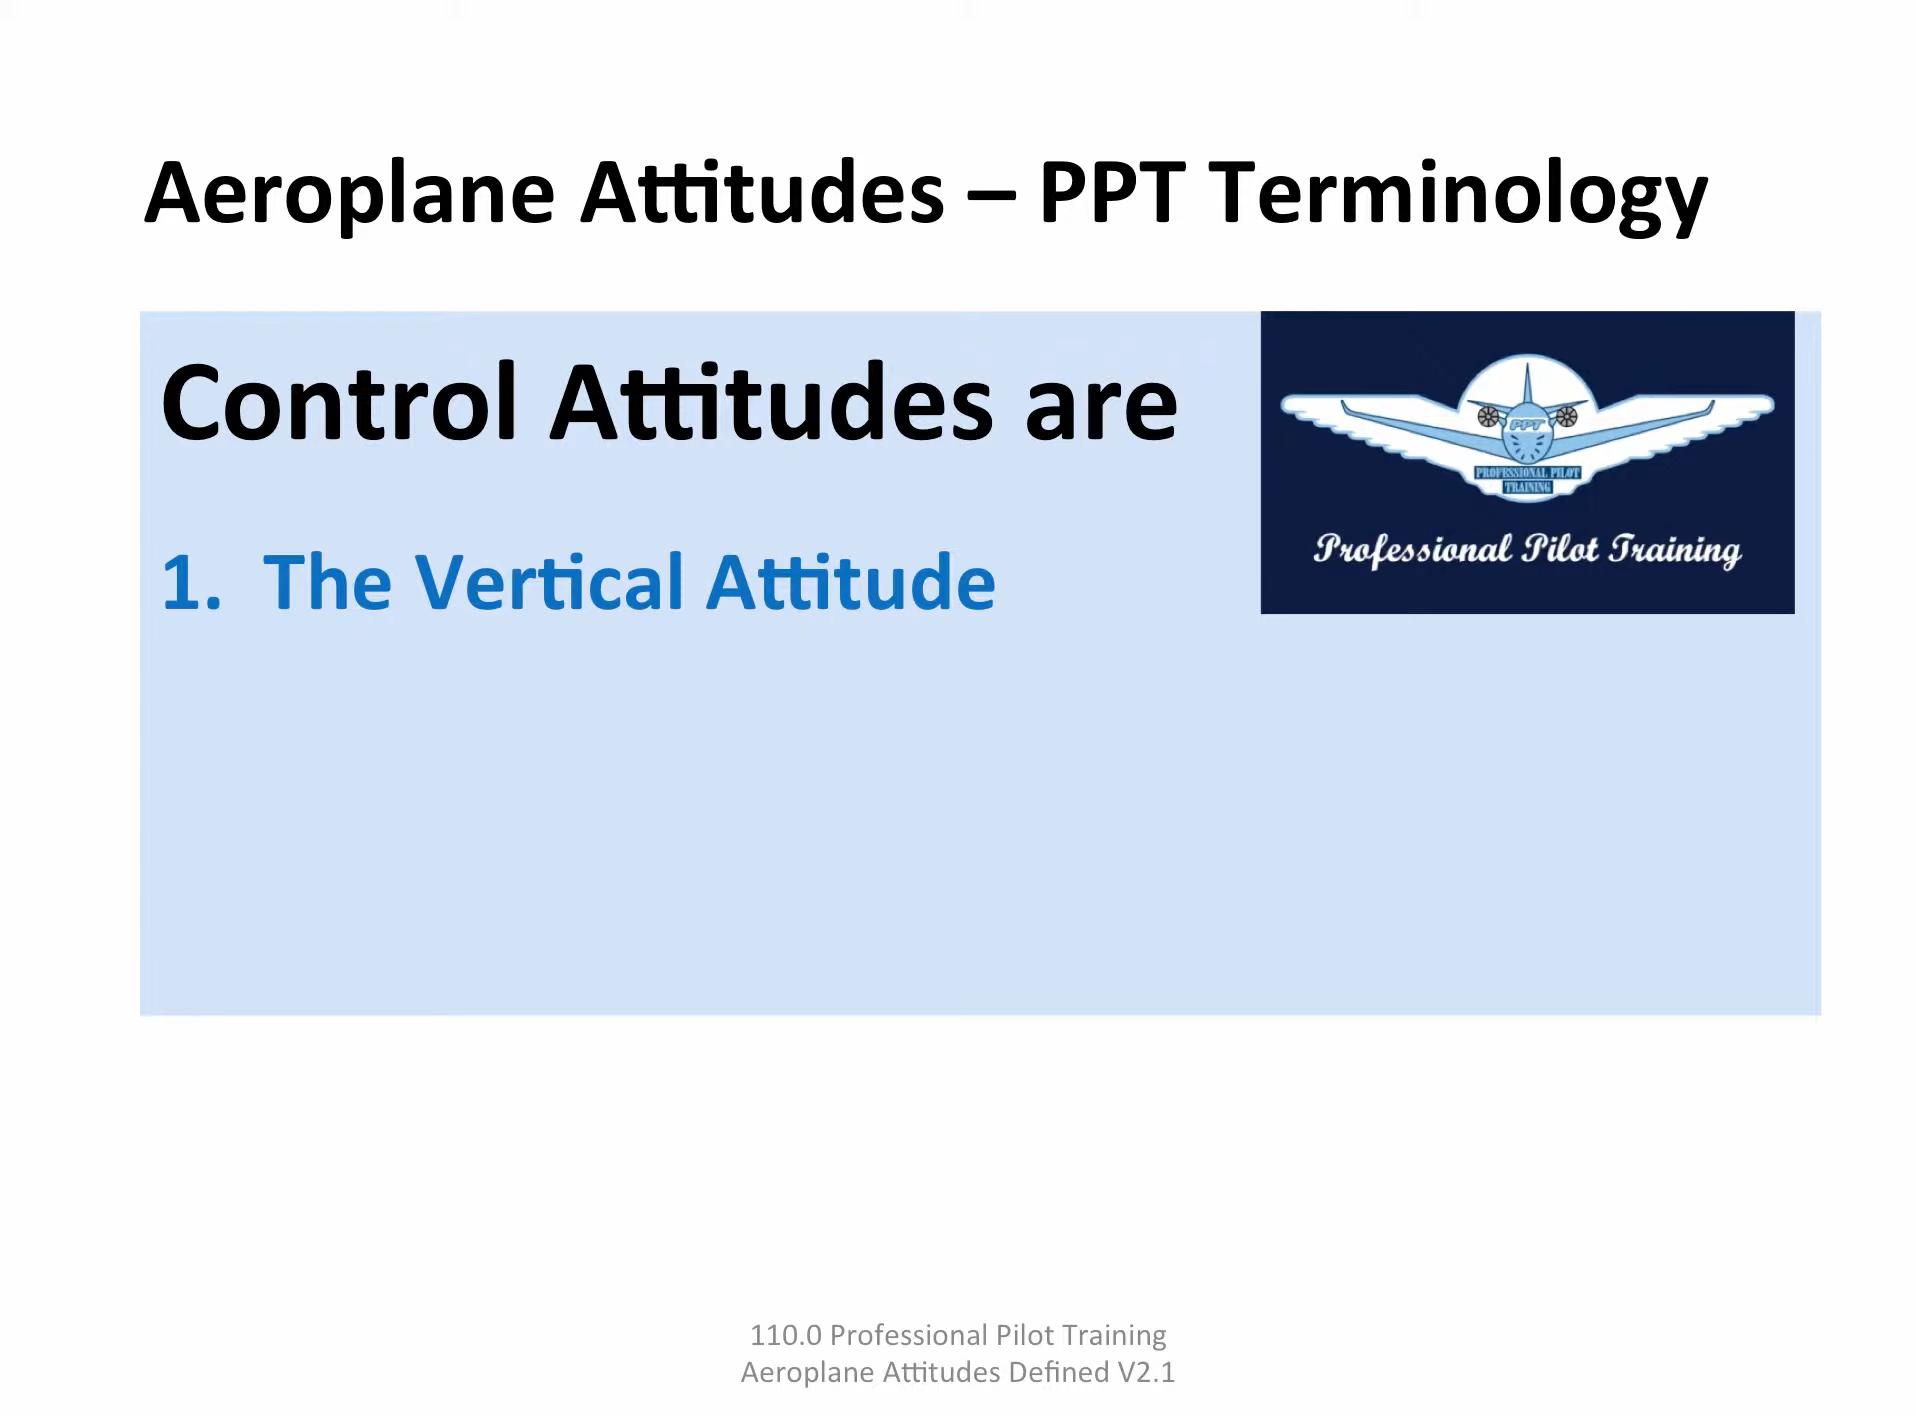 Aeroplane Attitudes – PPT Terminology
Control Attitudes are
PPT
PROFESSIONAL PILOT
TRAINING
Professional Pilot Training
1. The Vertical Attitude
110.0 Professional Pilot Training
Aeroplane Attitudes Defined V2.1